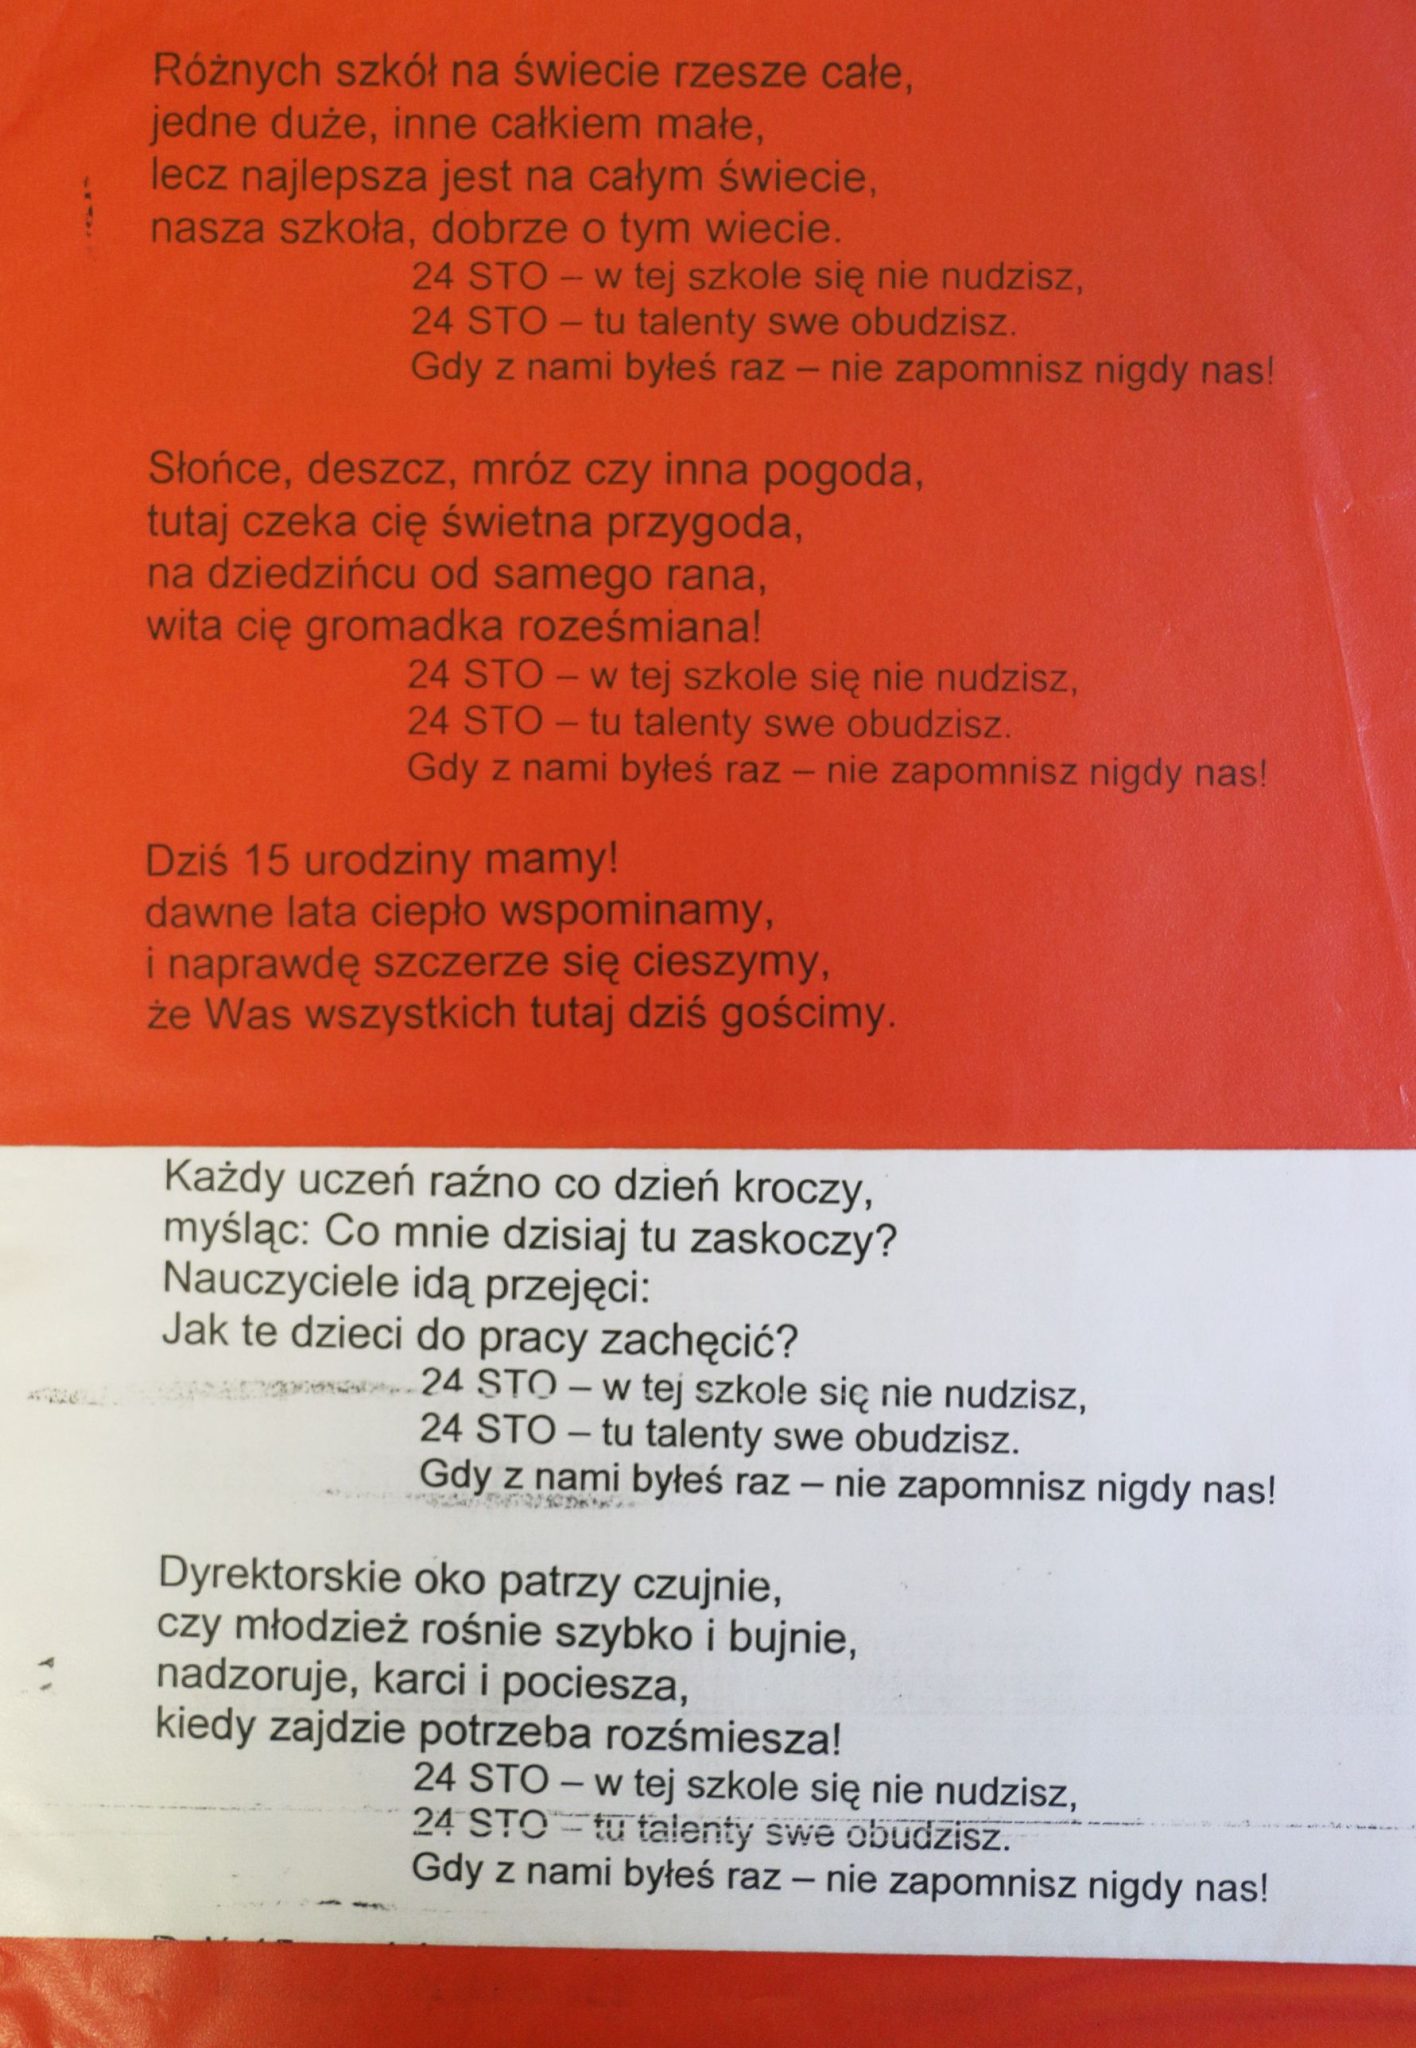 Różnych szkół na świecie rzesze całe,
jedne duże, inne całkiem małe,
lecz najlepsza jest na całym świecie,
nasza szkoła, dobrze o tym wiecie.
24 STO – w tej szkole się nie nudzisz,
24 STO – tu talenty swe obudzisz.
Gdy z nami byłeś raz – nie zapomnisz nigdy nas!
Słońce, deszcz, mróz czy inna pogoda,
tutaj czeka cię świetna przygoda,
na dziedzińcu od samego rana,
wita cię gromadka roześmiana!
24 STO – w tej szkole się nie nudzisz,
24 STO – tu talenty swe obudzisz.
Gdy z nami byłeś raz – nie zapomnisz nigdy nas!
Dziś 15 urodziny mamy!
dawne lata ciepło wspominamy,
i naprawdę szczerze się cieszymy,
że Was wszystkich tutaj dziś gościmy.
Każdy uczeń raźno co dzień kroczy,
myśląc: Co mnie dzisiaj tu zaskoczy?
Nauczyciele idą przejęci:
Jak te dzieci do pracy zachęcić?
24 STO – w tej szkole się nie nudzisz,
24 STO – tu talenty swe obudzisz.
Gdy z nami byłeś raz – nie zapomnisz nigdy nas!
Dyrektorskie oko patrzy czujnie,
czy młodzież rośnie szybko i bujnie,
nadzoruje, karci i pociesza,
kiedy zajdzie potrzeba rozśmiesza!
24 STO – w tej szkole się nie nudzisz,
24 STO – tu talenty swe obudzisz.
Gdy z nami byłeś raz – nie zapomnisz nigdy nas!